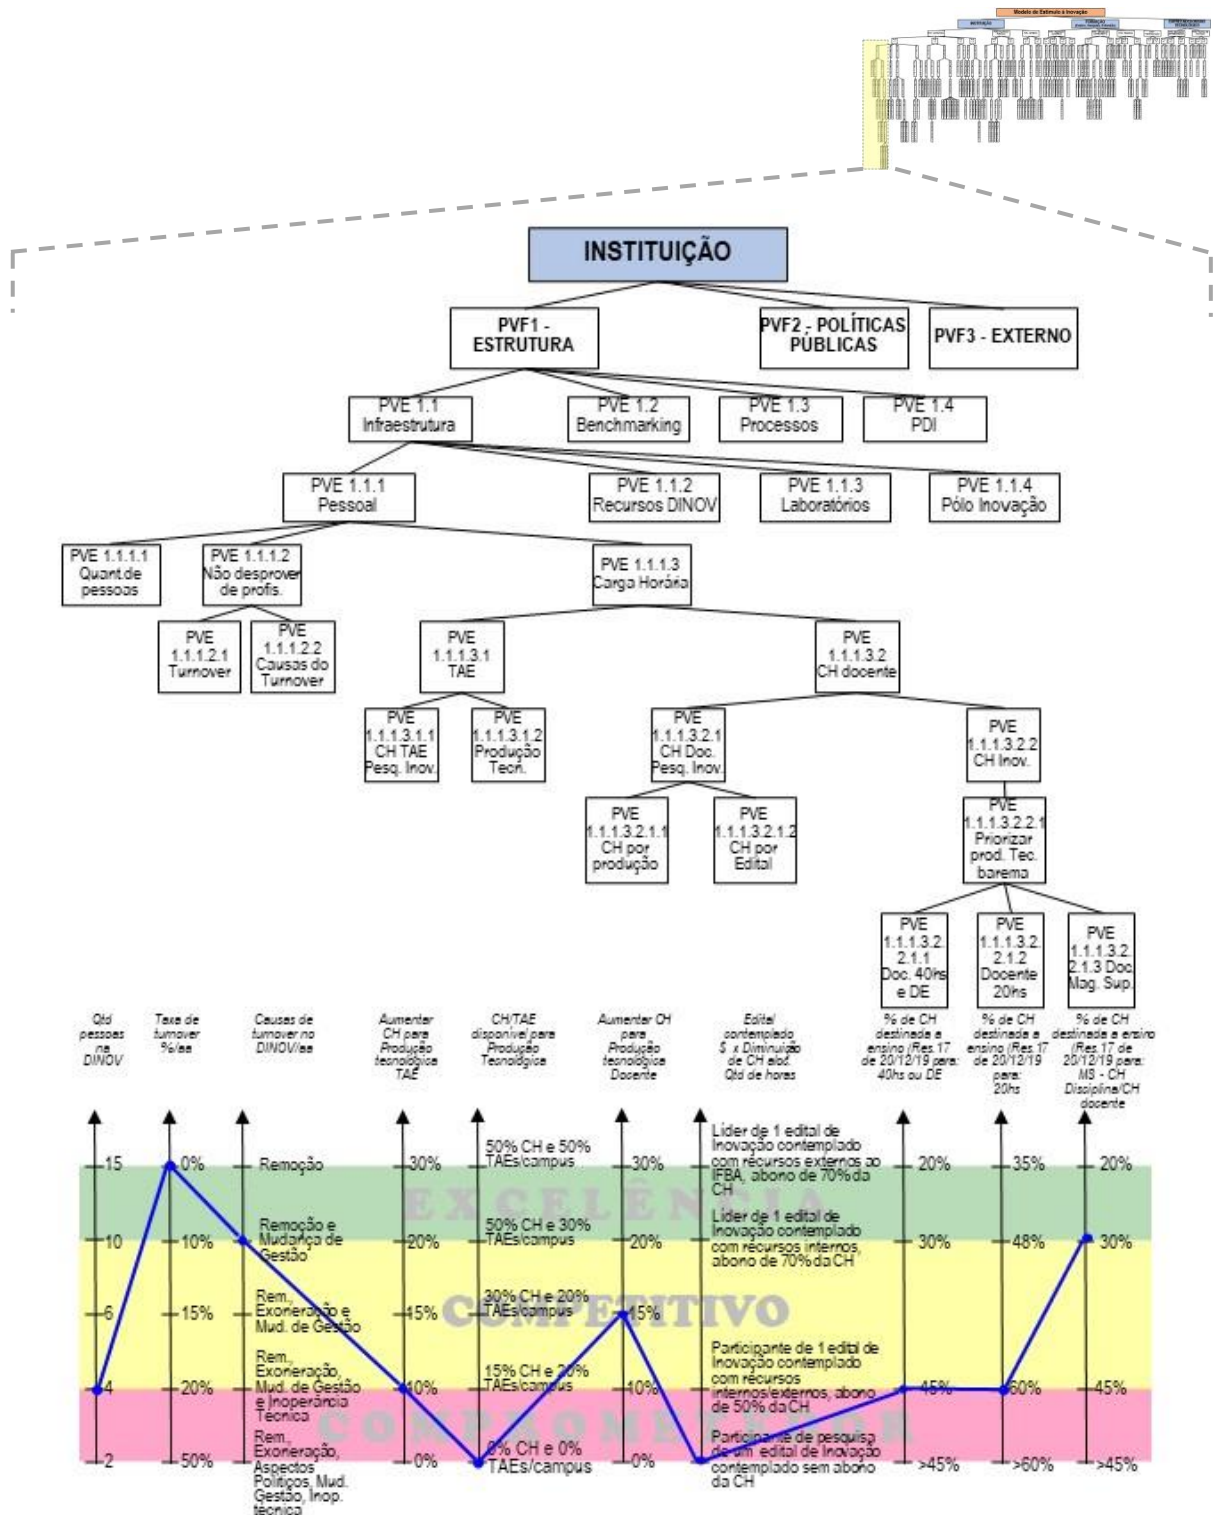 Modelo de Estímulo à Inovação
INSTITUIÇÃO
FORMAÇÃO
INSTITUIÇÃO
PVF1 -
ESTRUTURA
PVF2 - POLÍTICAS
PÚBLICAS
PVF3 - EXTERNO
PVE 1.1
Infraestrutura
PVE 1.2
Benchmarking
PVE 1.3
Processos
PVE 1.4
PDI
PVE 1.1.1
Pessoal
PVE 1.1.2
Recursos DINOV
PVE 1.1.3
Laboratórios
PVE 1.1.4
Pólo Inovação
PVE 1.1.1.1
Quant.de
pessoas
PVE 1.1.1.2
Não desprover
de profis.
PVE 1.1.1.3
Carga Horária
PVE
1.1.1.2.1
Turnover
PVE
1.1.1.2.2
Causas do
Turnover
PVE
1.1.1.3.1
TAE
PVE
1.1.1.3.2
CH docente
PVE
1.1.1.3.1.1
CH TAE
Pesq. Inov.
PVE
1.1.1.3.1.2
Produção
Tecn.
PVE
1.1.1.3.2.1
CH Doc.
Pesq. Inov.
PVE
1.1.1.3.2.2
CH Inov.
PVE
1.1.1.3.2.1.1
CH por
produção
PVE
1.1.1.3.2.1.2
CH por
Edital
PVE
1.1.1.3.2.2.1
Priorizar
prod. Tec.
barema
PVE
1.1.1.3.2.
2.1.1
Doc. 40hs
e DE
PVE
1.1.1.3.2.
2.1.2
Docente
20hs
PVE
1.1.1.3.2.
2.1.3 Doc.
Mag. Sup.
Qtd
pessoas
na
DINOV
Taxa de
turnover
%/aa
Causas de
turnover no
DINOV/aa
Aumentar
CH para
Produção
tecnológica
TAE
CH/TAE
disponível para
Produção
Tecnológica
Aumentar CH
para
Produção
tecnológica
Docente
Edital
contemplado
$ x Diminuição
de CH aloc.
Qtd de horas
% de CH
destinada a
ensino (Res.17
de 20/12/19 para:
40hs ou DE
% de CH
destinada a
ensino (Res.17
de 20/12/19
para:
20hs
% de CH
destinada a ensino
(Res.17 de
20/12/19 para:
MS - CH
Disciplina/CH
docente
15
10
6
4
2
0%
10%
15%
20%
50%
Remoção
Remoção e
Mudança de
Gestão
Rem.,
Exoneração e
Mud. de Gestão
Rem.,
Exoneração,
Mud. de Gestão
e Inoperância
Técnica
Rem.,
Exoneração,
Aspectos
Políticos, Mud.
Gestão, Inop.
técnica
30%
20%
15%
10%
0%
50% CH e 50%
TAEs/campus
50% CH e 30%
TAEs/campus
30% CH e 20%
TAEs/campus
15% CH e 20%
TAEs/campus
0% CH e 0%
TAEs/campus
30%
20%
15%
10%
0%
Líder de 1 edital de
Inovação contemplado
com recursos externos ao
IFBA, abono de 70% da
CH
Líder de 1 edital de
Inovação contemplado
com recursos internos,
abono de 70% da CH
Participante de 1 edital de
Inovação contemplado
com recursos
internos/externos, abono
de 50% da CH
Participante de pesquisa
de um edital de Inovação
contemplado sem abono
da CH
20%
30%
45%
>45%
35%
48%
60%
>60%
20%
30%
45%
>45%
EXCELÊNCIA
COMPETITIVO
COMPROMETEDOR